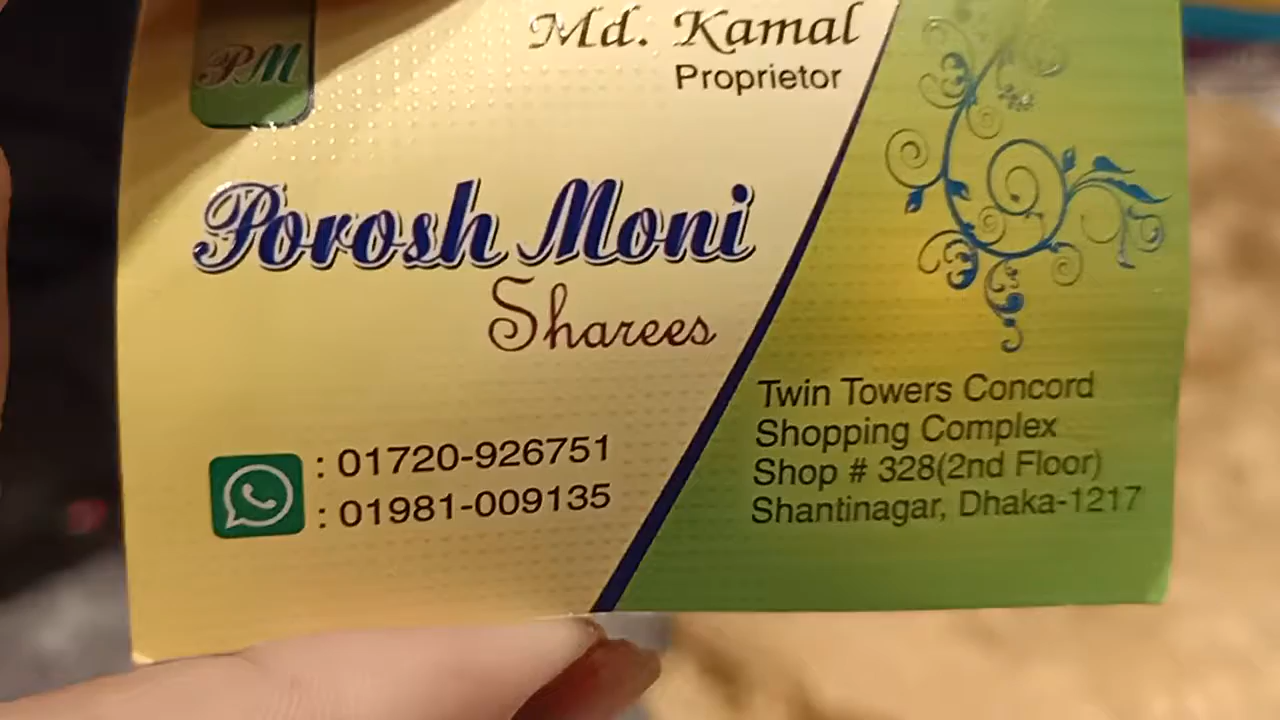 PM
Md. Kamal
Proprietor
Porosh Moni
Sharees
: 01720-926751
: 01981-009135
Twin Towers Concord
Shopping Complex
Shop # 328(2nd Floor)
Shantinagar, Dhaka-1217